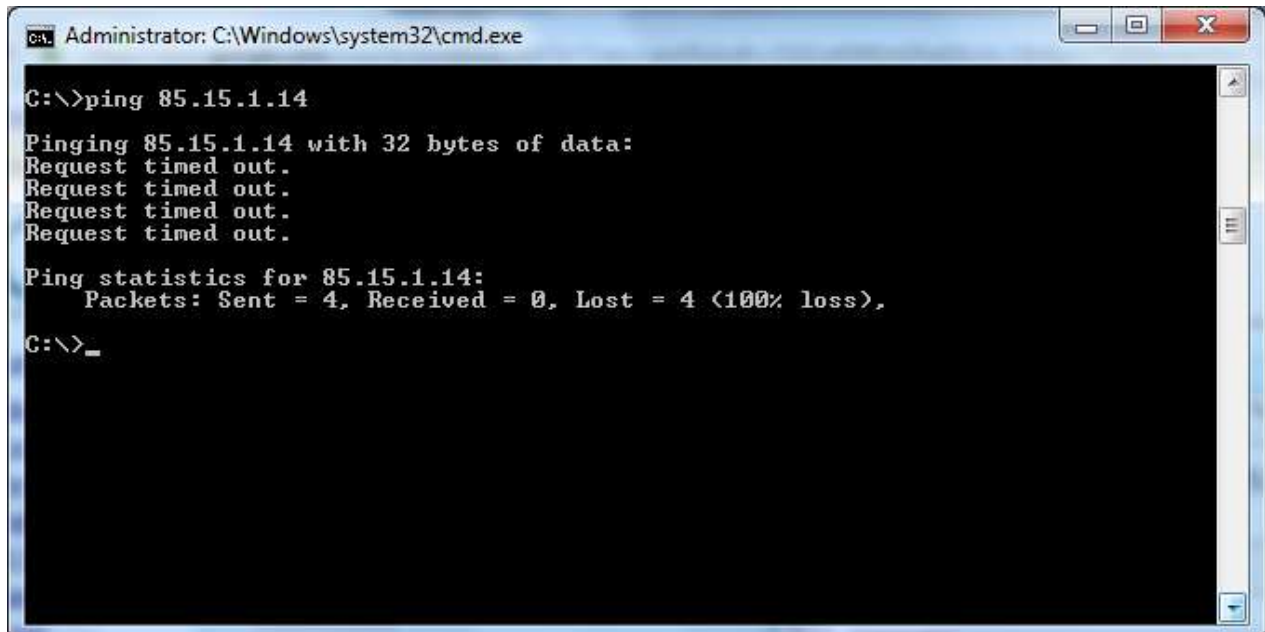 Administrator: C:\Windows\system32\cmd.exe
C:\>ping 85.15.1.14
Pinging 85.15.1.14 with 32 bytes of data:
Request timed out.
Request timed out.
Request timed out.
Request timed out.
Ping statistics for 85.15.1.14:
    Packets: Sent = 4, Received = 0, Lost = 4 (100% loss),
C:\>_